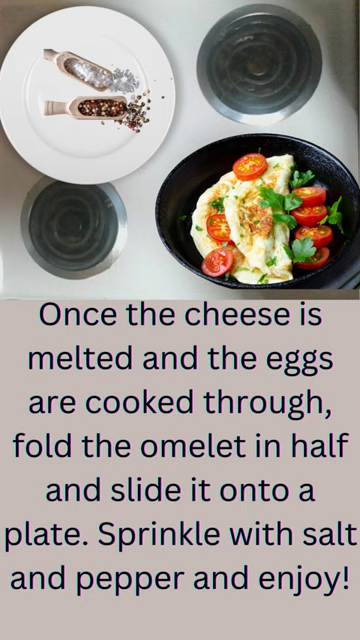 Once the cheese is
melted and the eggs
are cooked through,
fold the omelet in half
and slide it onto a
plate. Sprinkle with salt
and pepper and enjoy!